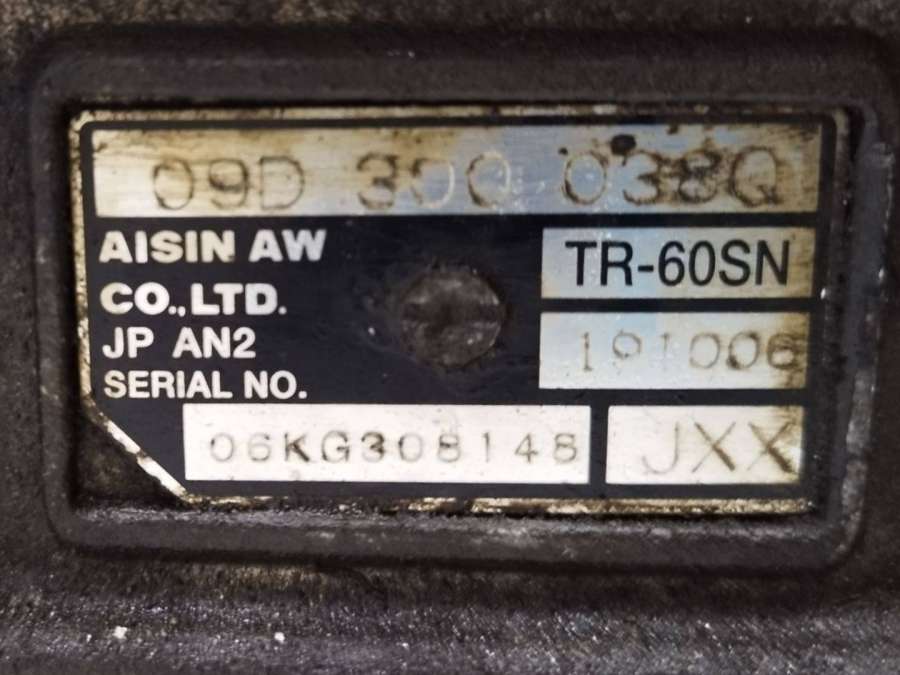 09D 300 038Q
AISIN AW
CO.,LTD.
TR-60SN
JP AN2
191006
SERIAL NO.
06KG308148
JXX